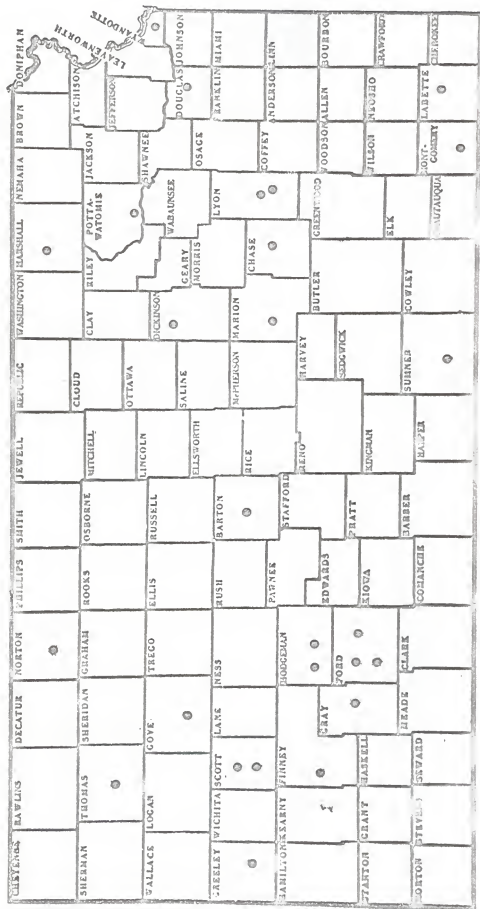 CHEYENNE RAWLINS DECATUR NORTON PHILLIPS SMITH JEWELL REPUBLIC WASHINGTON MARSHALL NEMAHA BROWN DONIPHAN
SHERMAN THOMAS SHERIDAN GRAHAM ROOKS OSBORNE MITCHELL CLOUD CLAY RILEY POTTA-
WATOMIE JACKSON ATCHISON
JEFFERSON LEAVENWORTH
WYANDOTTE
WALLACE LOGAN GOVE TREGO ELLIS RUSSELL LINCOLN OTTAWA DICKINSON GEARY WABAUNSEE SHAWNEE DOUGLAS JOHNSON
ELLSWORTH SALINE MORRIS OSAGE FRANKLIN MIAMI
GREELEY WICHITA SCOTT LANE NESS RUSH BARTON RICE McPHERSON MARION CHASE LYON COFFEY ANDERSON LINN
HAMILTON KEARNY FINNEY HODGEMAN PAWNEE STAFFORD RENO HARVEY BUTLER GREENWOOD WOODSON ALLEN BOURBON
GRAY FORD EDWARDS PRATT SEDGWICK
STANTON GRANT HASKELL KIOWA KINGMAN ELK WILSON NEOSHO CRAWFORD
MORTON STEVENS SEWARD MEADE CLARK COMANCHE BARBER HARPER SUMNER COWLEY CHAUTAUQUA MONT-
GOMERY LABETTE CHEROKEE